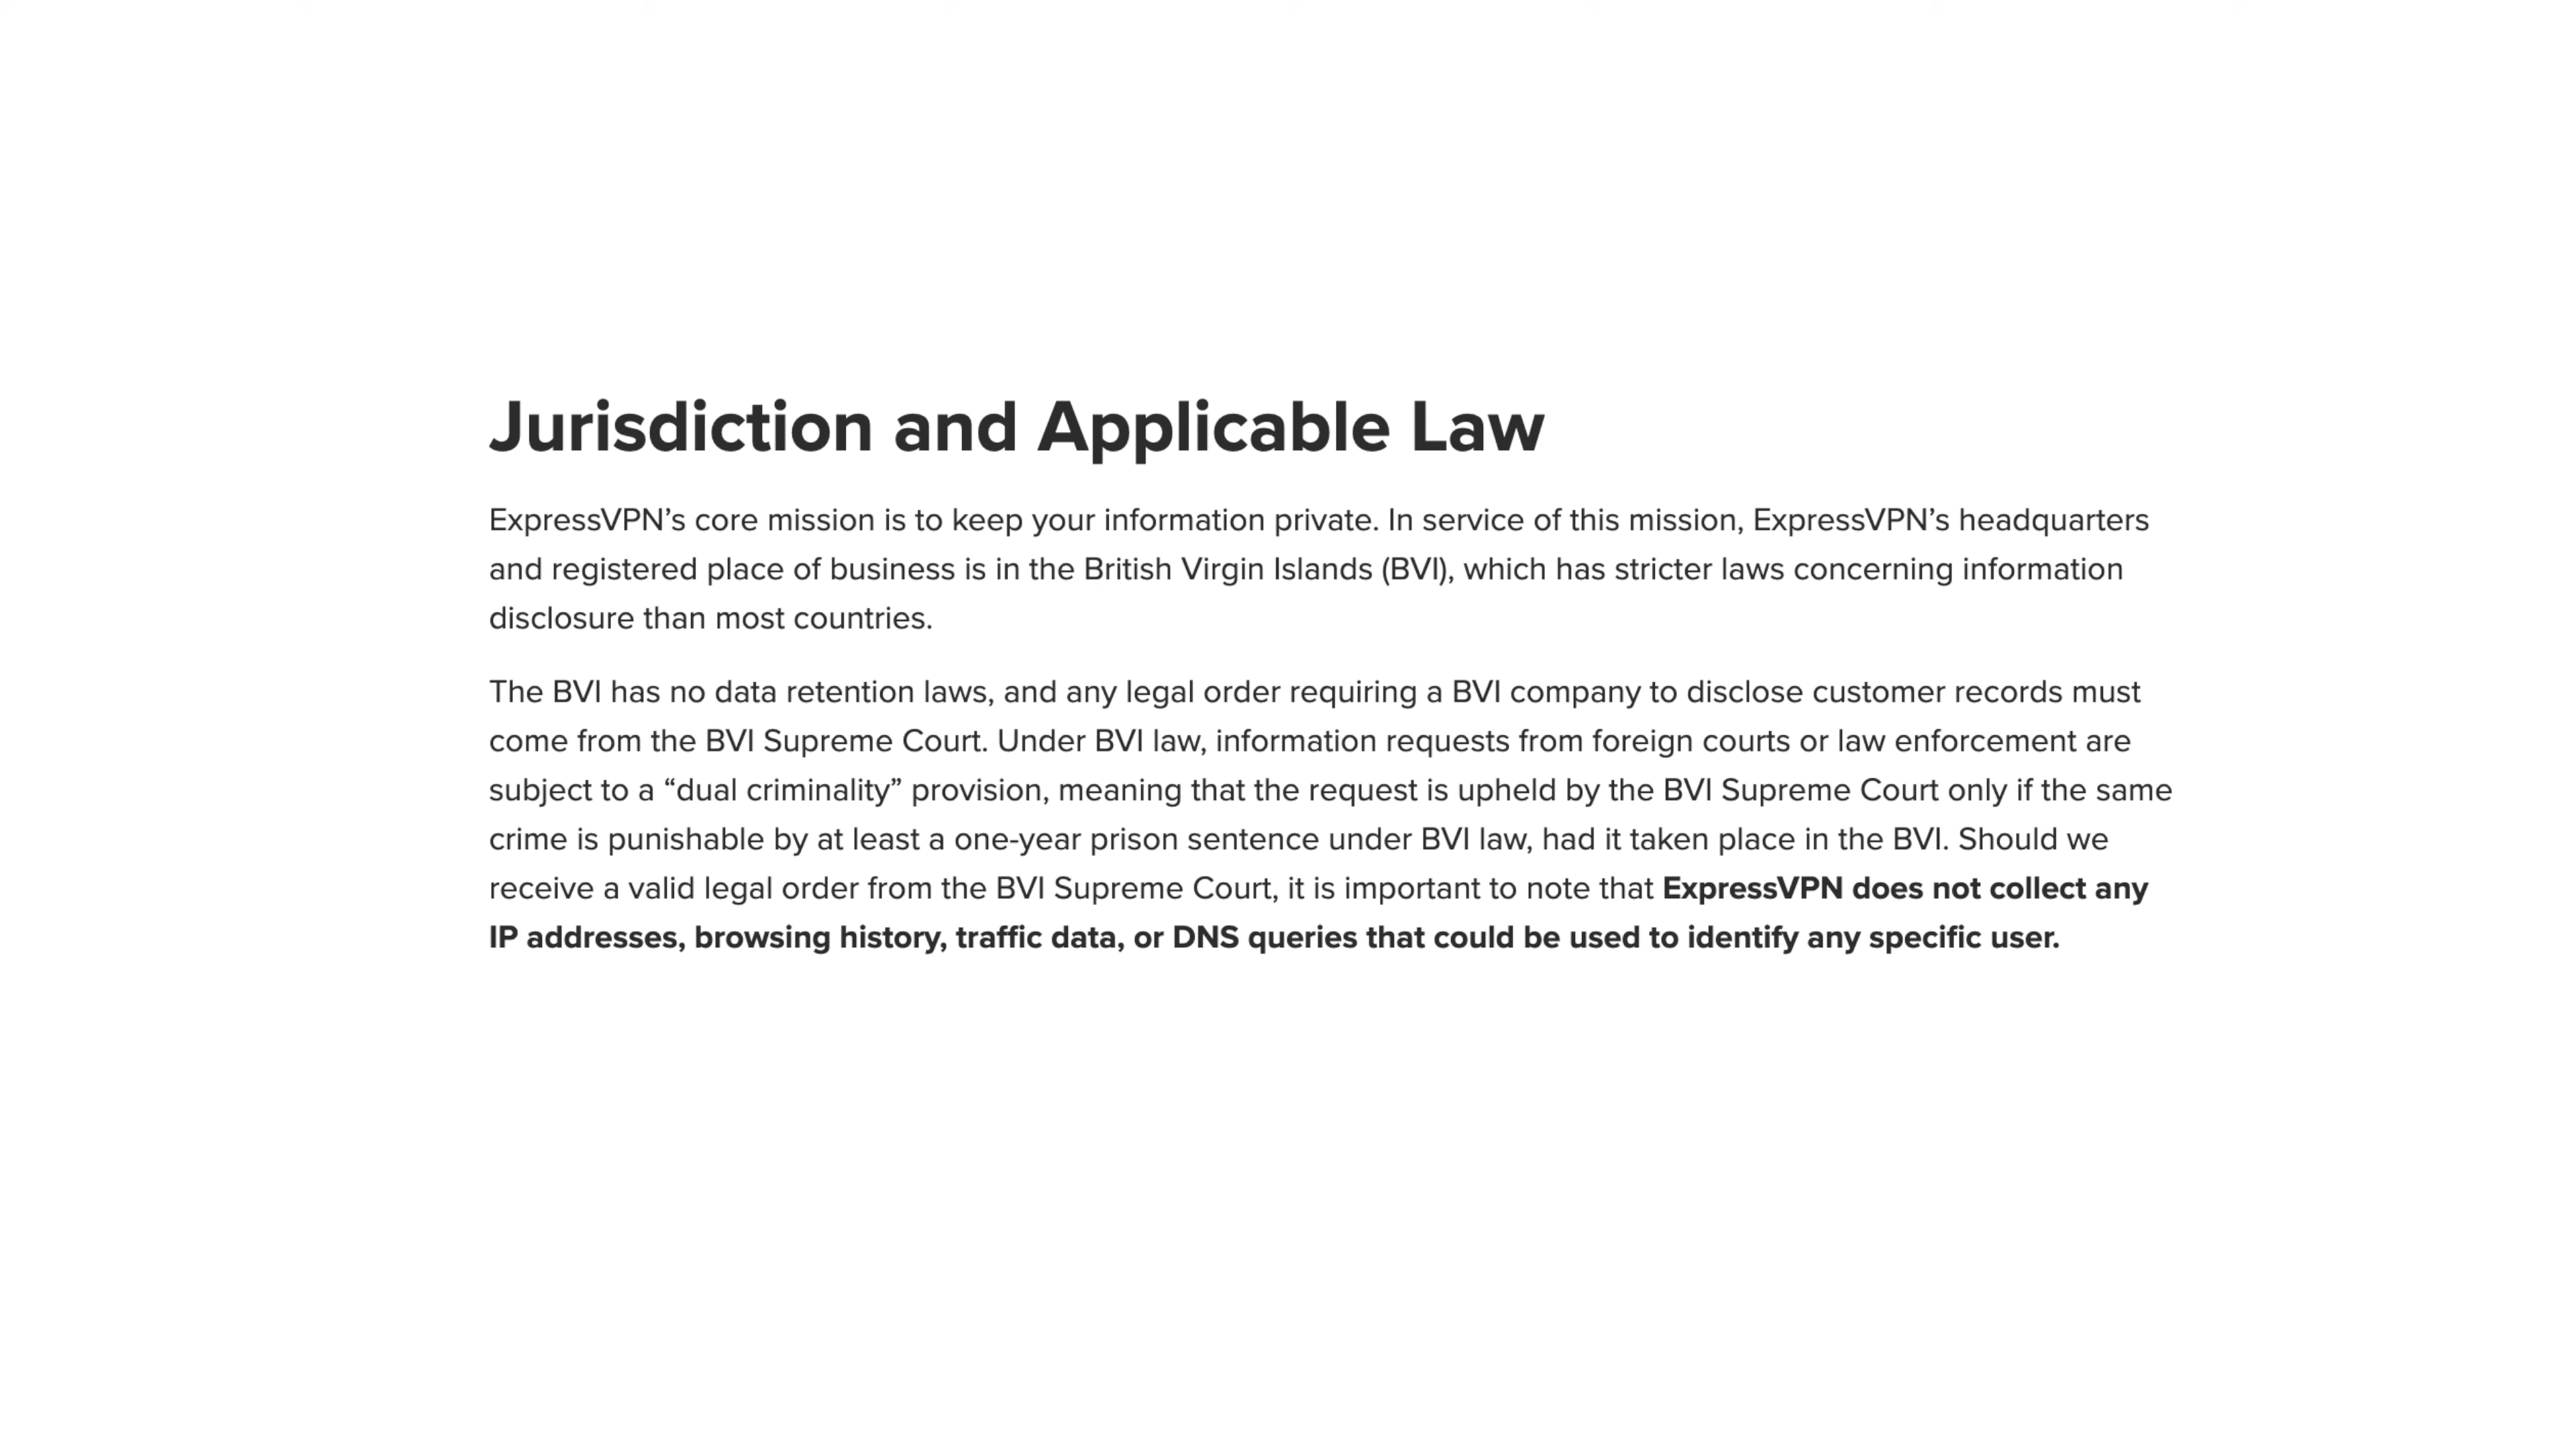 Jurisdiction and Applicable Law
ExpressVPN’s core mission is to keep your information private. In service of this mission, ExpressVPN’s headquarters
and registered place of business is in the British Virgin Islands (BVI), which has stricter laws concerning information
disclosure than most countries.
The BVI has no data retention laws, and any legal order requiring a BVI company to disclose customer records must
come from the BVI Supreme Court. Under BVI law, information requests from foreign courts or law enforcement are
subject to a “dual criminality” provision, meaning that the request is upheld by the BVI Supreme Court only if the same
crime is punishable by at least a one-year prison sentence under BVI law, had it taken place in the BVI. Should we
receive a valid legal order from the BVI Supreme Court, it is important to note that ExpressVPN does not collect any
IP addresses, browsing history, traffic data, or DNS queries that could be used to identify any specific user.